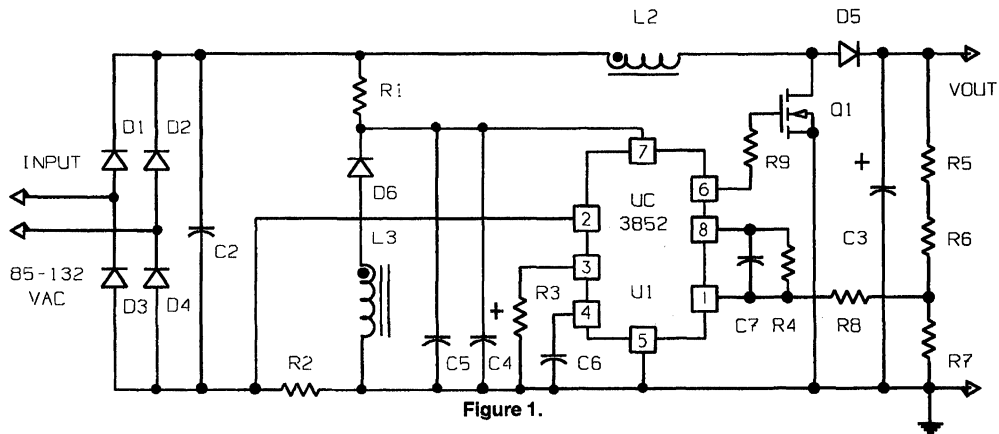 L2
D5
R1
VOUT
D1
D2
Q1
INPUT
7
R9
R5
D6
UC
3852
6
+
2
8
L3
C2
C3
R6
85-132
VAC
3
R3
D3
D4
+
4
U1
1
C7
R4
R8
5
C5
C4
C6
R7
R2
Figure 1.